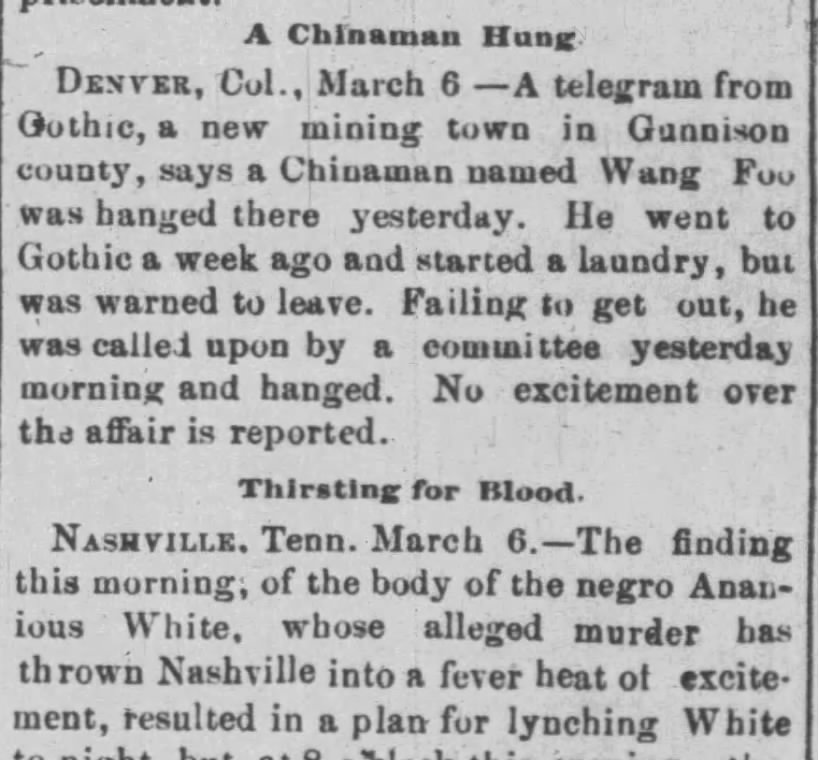 A Chinaman Hung.
DENVER, Col., March 6 —A telegram from
Gothic, a new mining town in Gunnison
county, says a Chinaman named Wang Foo
was hanged there yesterday. He went to
Gothic a week ago and started a laundry, but
was warned to leave. Failing to get out, he
was called upon by a committee yesterday
morning and hanged. No excitement over
the affair is reported.
Thirsting for Blood.
NASHVILLE, Tenn. March 6.—The finding
this morning, of the body of the negro Anan-
ious White, whose alleged murder has
thrown Nashville into a fever heat of excite-
ment, resulted in a plan for lynching White